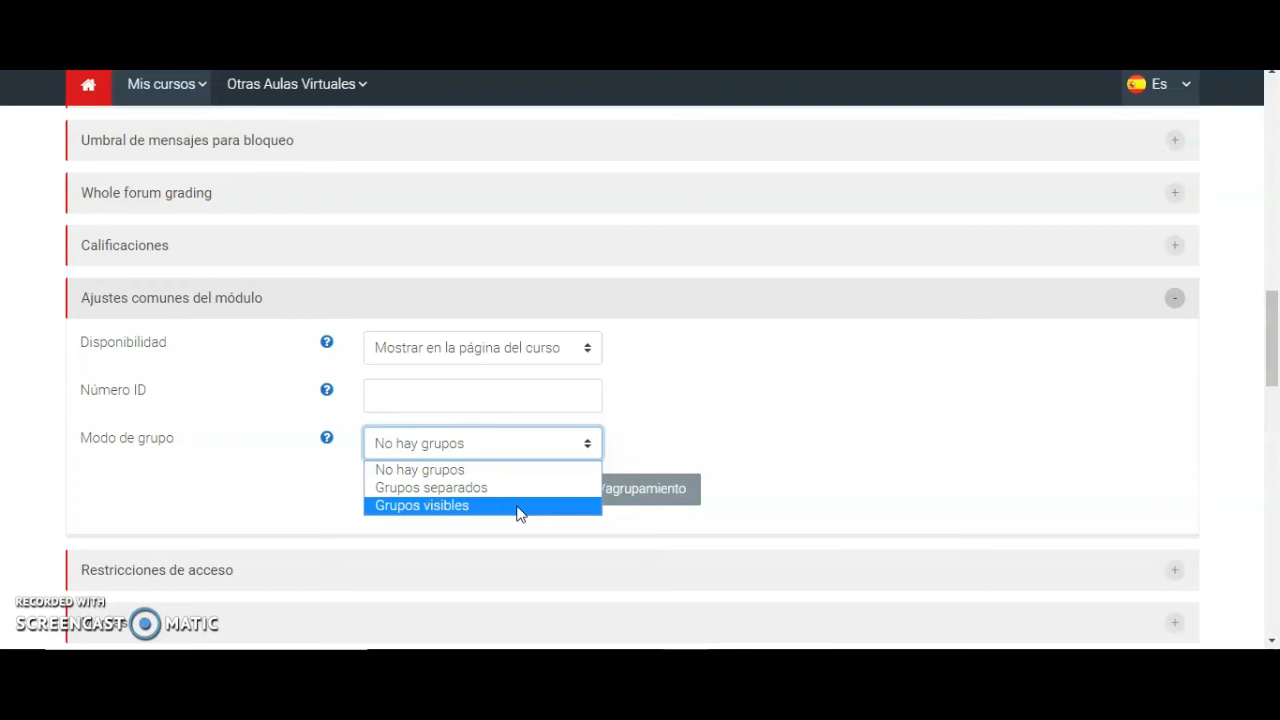 Mis cursos
Otras Aulas Virtuales
Es
Umbral de mensajes para bloqueo
+
Whole forum grading
+
Calificaciones
+
Ajustes comunes del módulo
-
Disponibilidad
?
Mostrar en la página del curso
Número ID
?
Modo de grupo
?
No hay grupos
No hay grupos
Grupos separados
/agrupamiento
Grupos visibles
Restricciones de acceso
+
RECORDED WITH
SCREENCAST MATIC
+